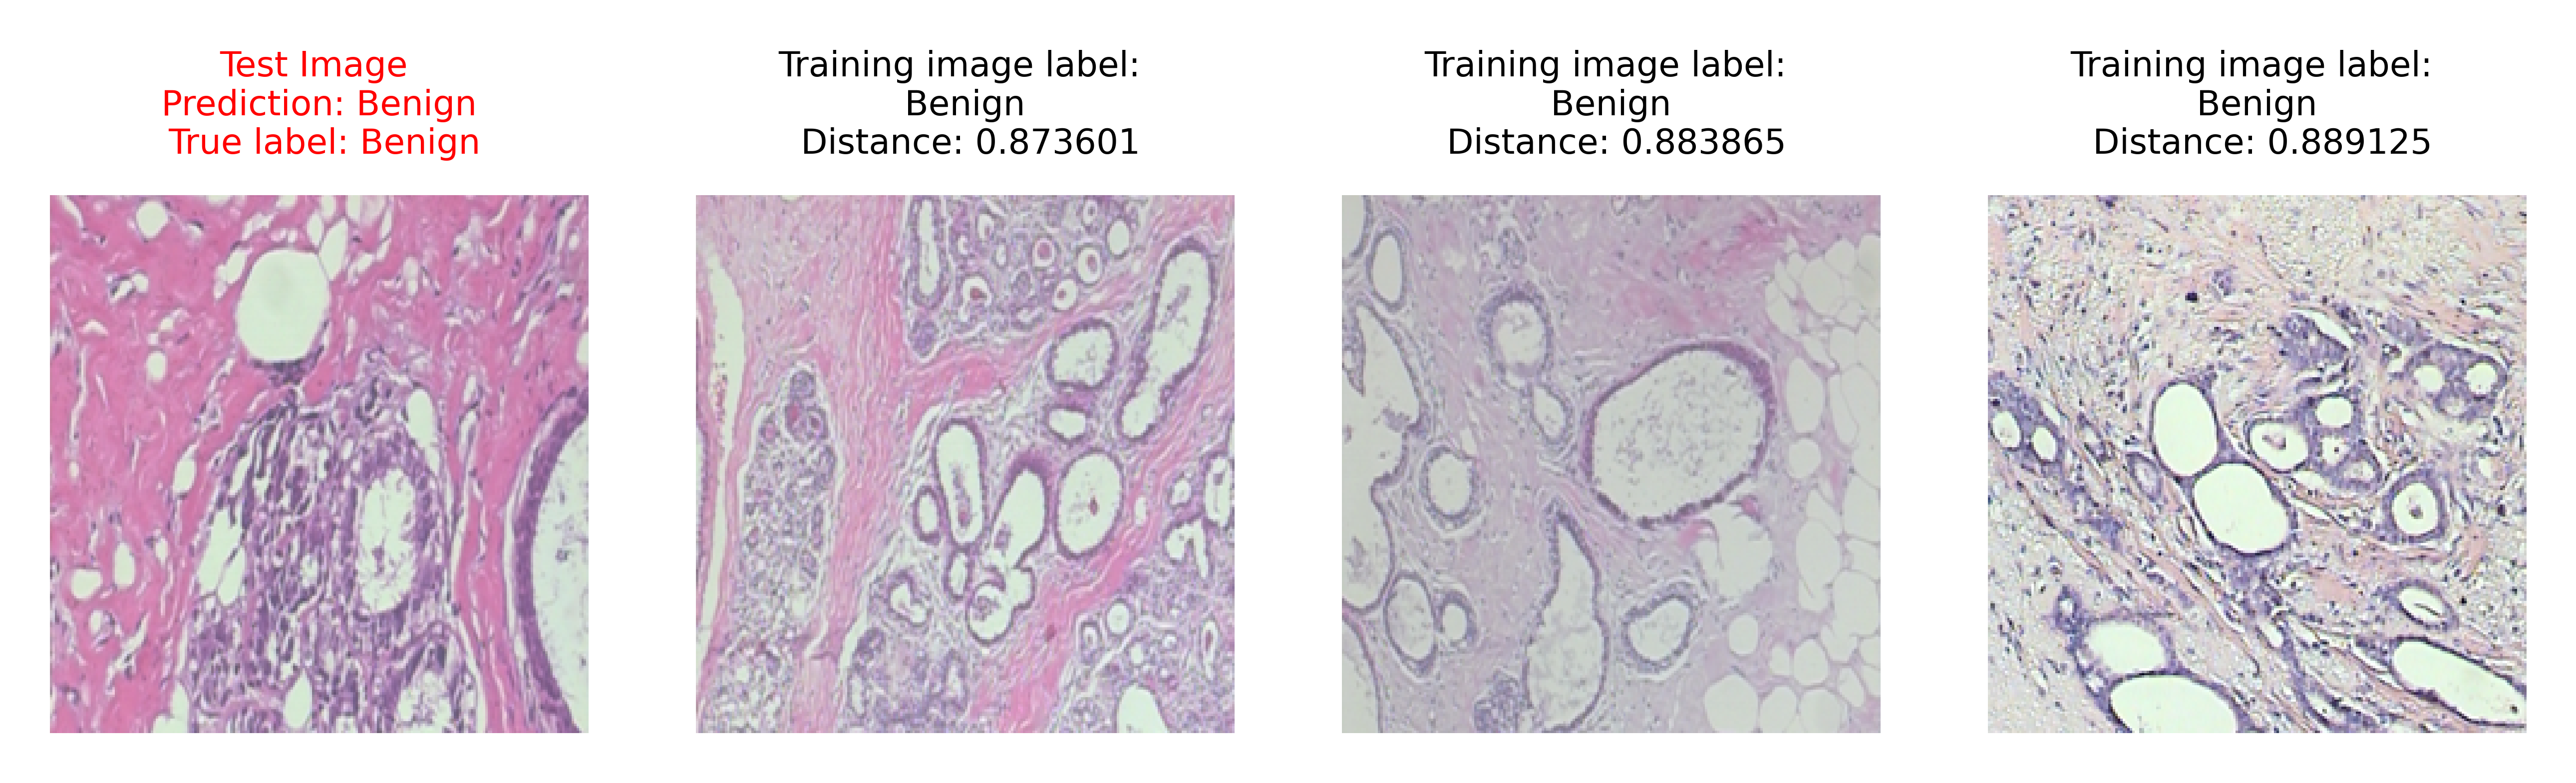 Test Image
Prediction: Benign
True label: Benign
Training image label:
Benign
Distance: 0.873601
Training image label:
Benign
Distance: 0.883865
Training image label:
Benign
Distance: 0.889125